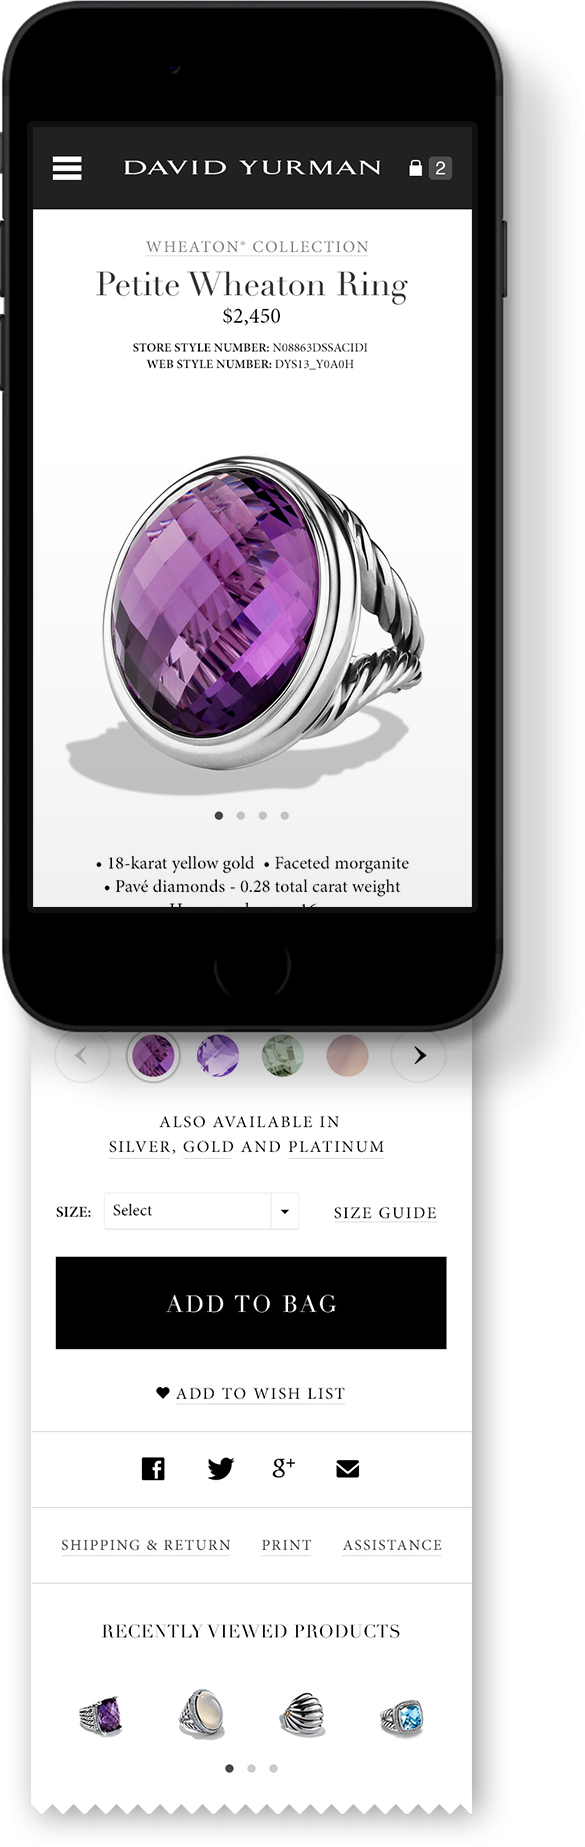 DAVID YURMAN 2
WHEATON® COLLECTION
Petite Wheaton Ring
$2,450
STORE STYLE NUMBER: N08863DSSACIDI
WEB STYLE NUMBER: DYS13_Y0A0H
• 18-karat yellow gold • Faceted morganite
• Pavé diamonds - 0.28 total carat weight
ALSO AVAILABLE IN
SILVER, GOLD AND PLATINUM
SIZE: Select SIZE GUIDE
ADD TO BAG
ADD TO WISH LIST
g+
SHIPPING & RETURN PRINT ASSISTANCE
RECENTLY VIEWED PRODUCTS